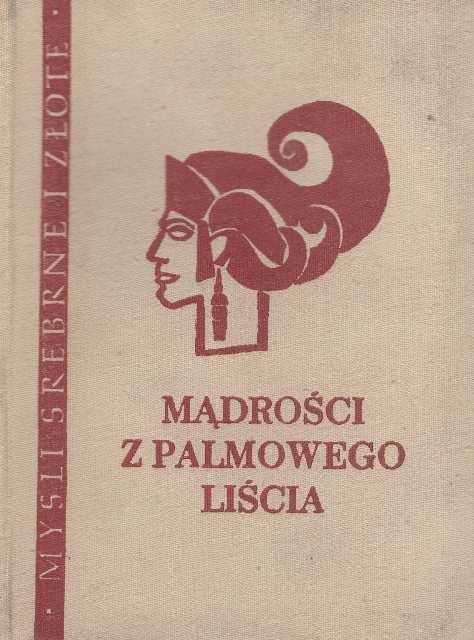 · MYŚLI SREBRNE I ZŁOTE ·
MĄDROŚCI
Z PALMOWEGO
LIŚCIA